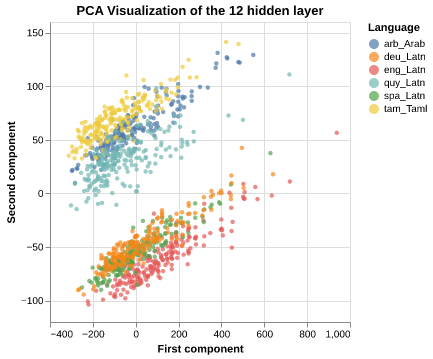 PCA Visualization of the 12 hidden layer
Language
arb_Arab
deu_Latn
eng_Latn
quy_Latn
spa_Latn
tam_Taml
150
100
50
0
−50
−100
Second component
−400 −200 0 200 400 600 800 1,000
First component